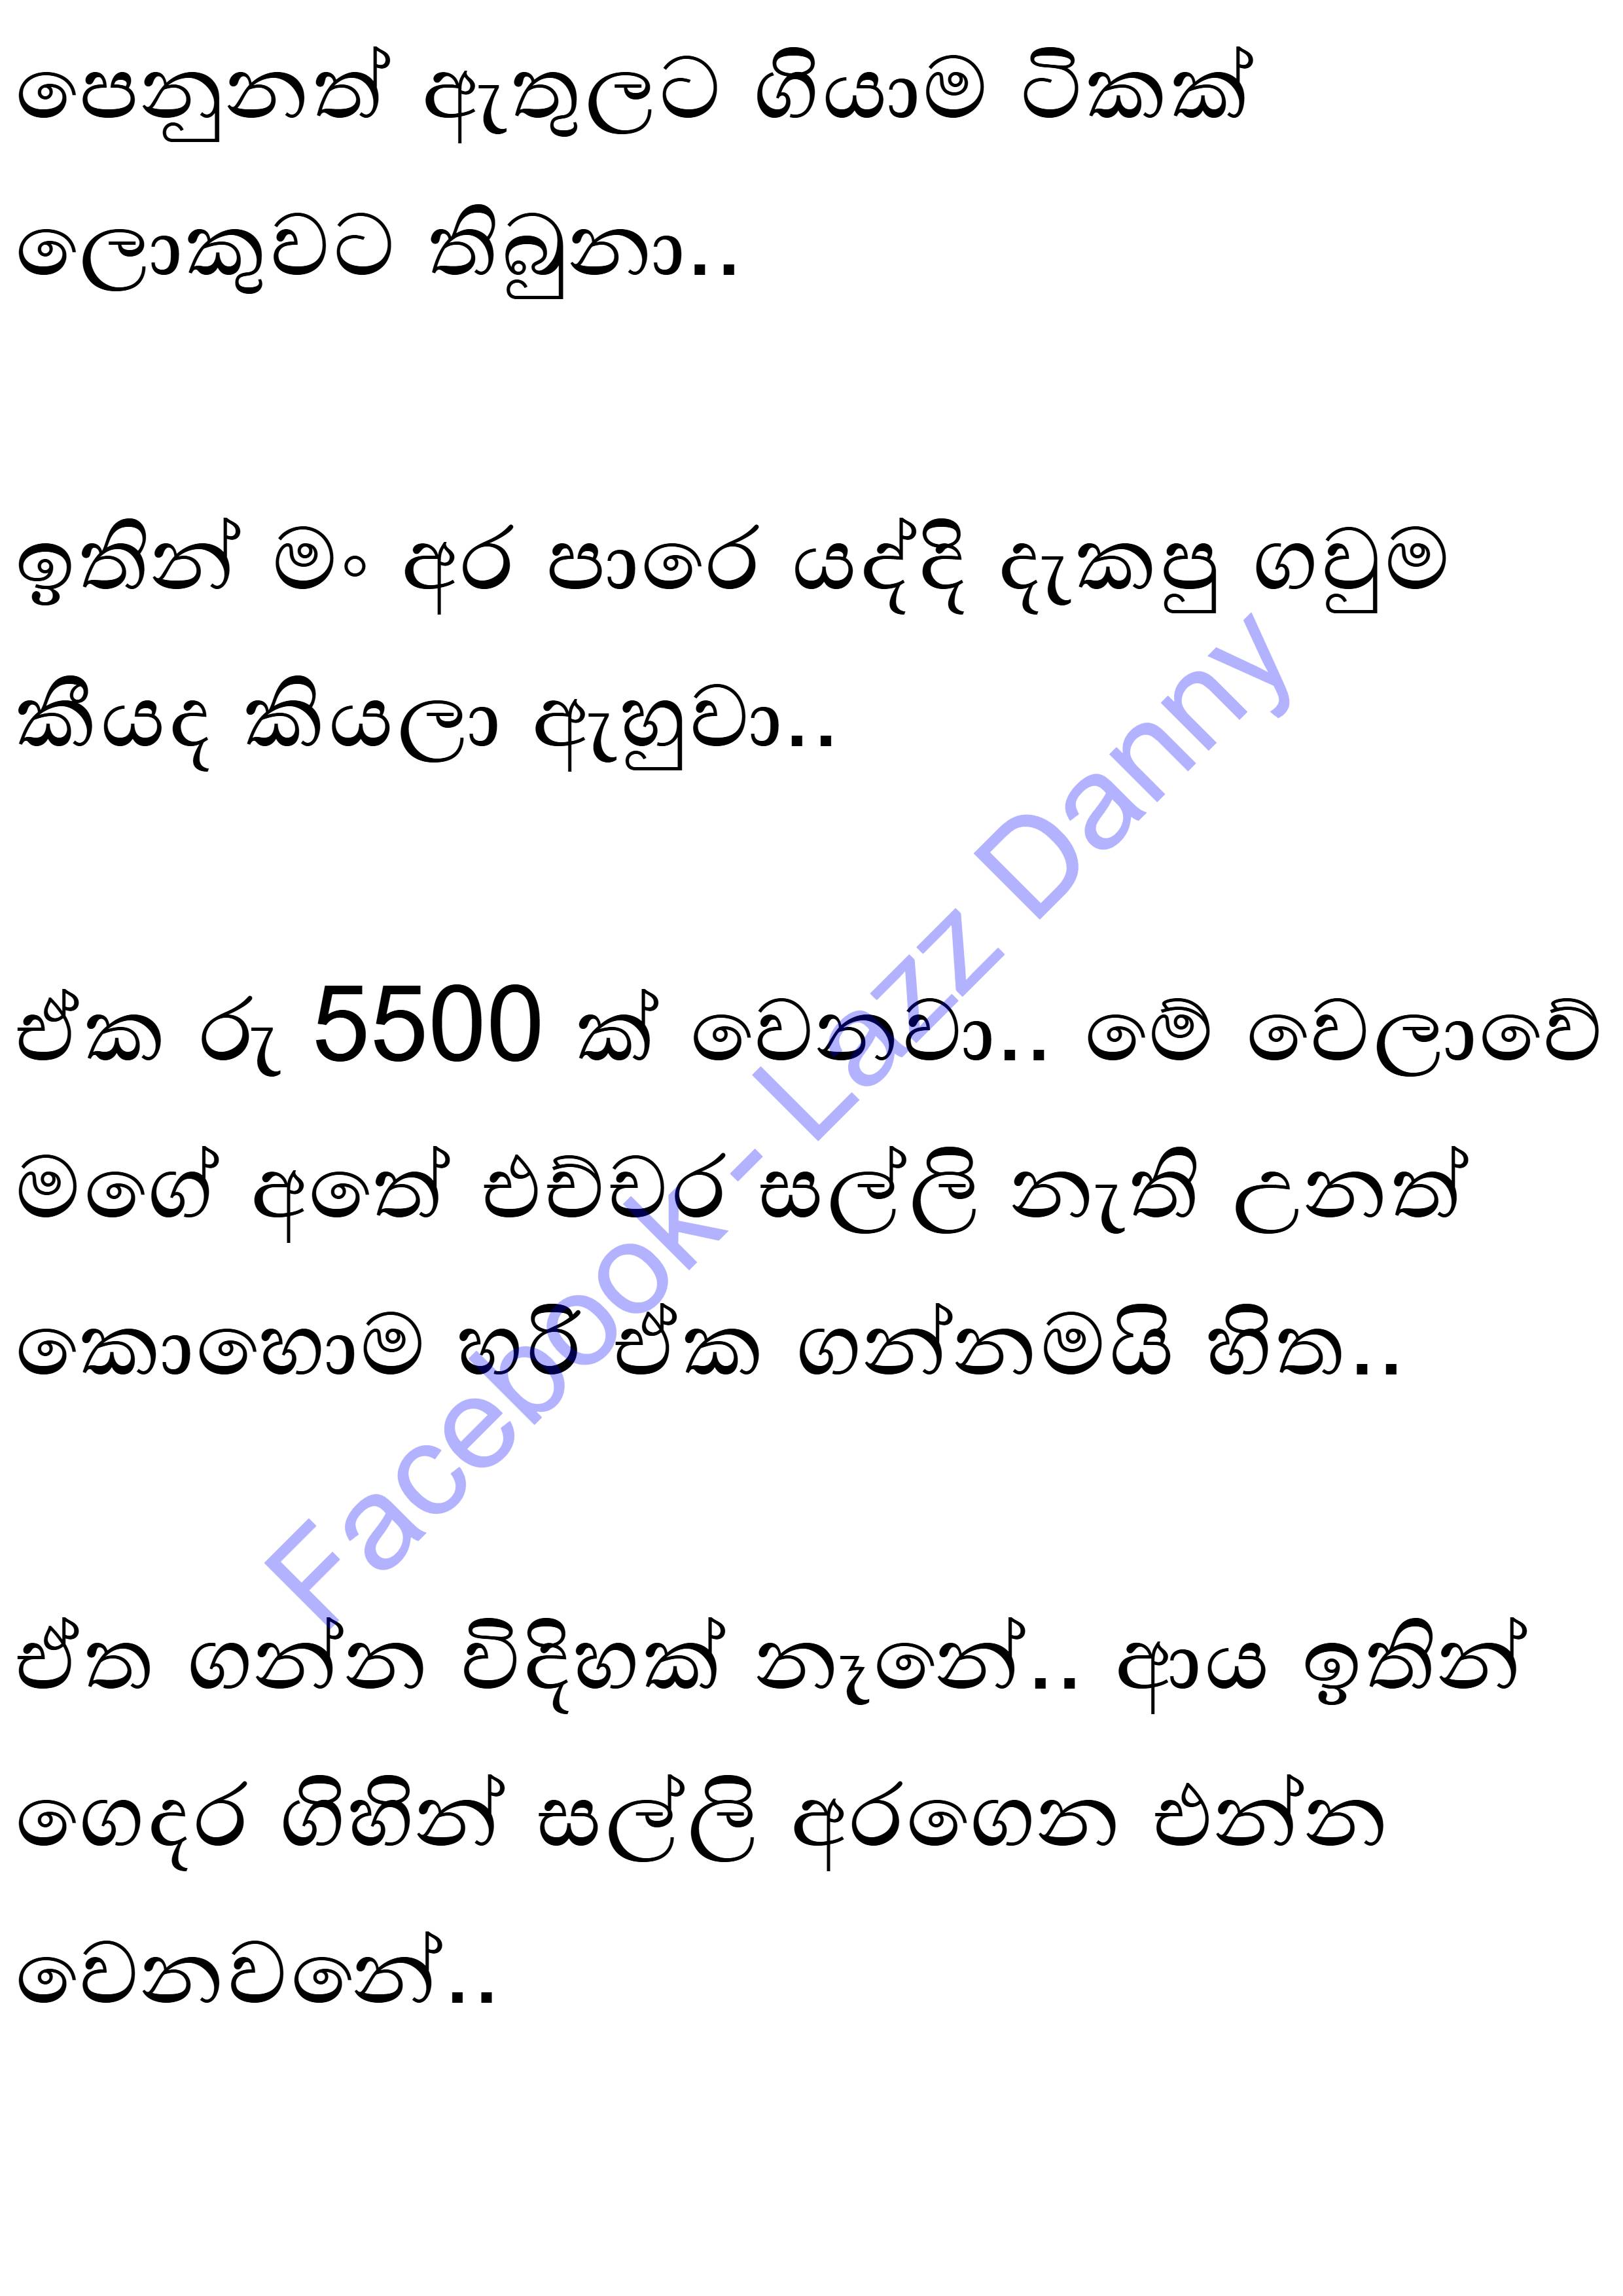 පෙනුනත් ඇතුලට ගියාම ටිකක්
ලොකුවට තිබුනා..
ඉතින් මං අර පාරෙ යද්දි දැකපු ගවුම
කීයද කියලා ඇහුවා..
ඒක රු 5500 ක් වෙනවා.. මේ වෙලාවේ
මගේ අතේ එච්චර සල්ලි නැති උනත්
කොහොම හරි ඒක ගන්නමයි හිත..
ඒත ගන්න විදිහක් නෑනේ.. ආය ඉතින්
ගෙදර ගිහින් සල්ලි අරගෙන එන්න
වෙනවනේ..
Facebook- Lazz Danny